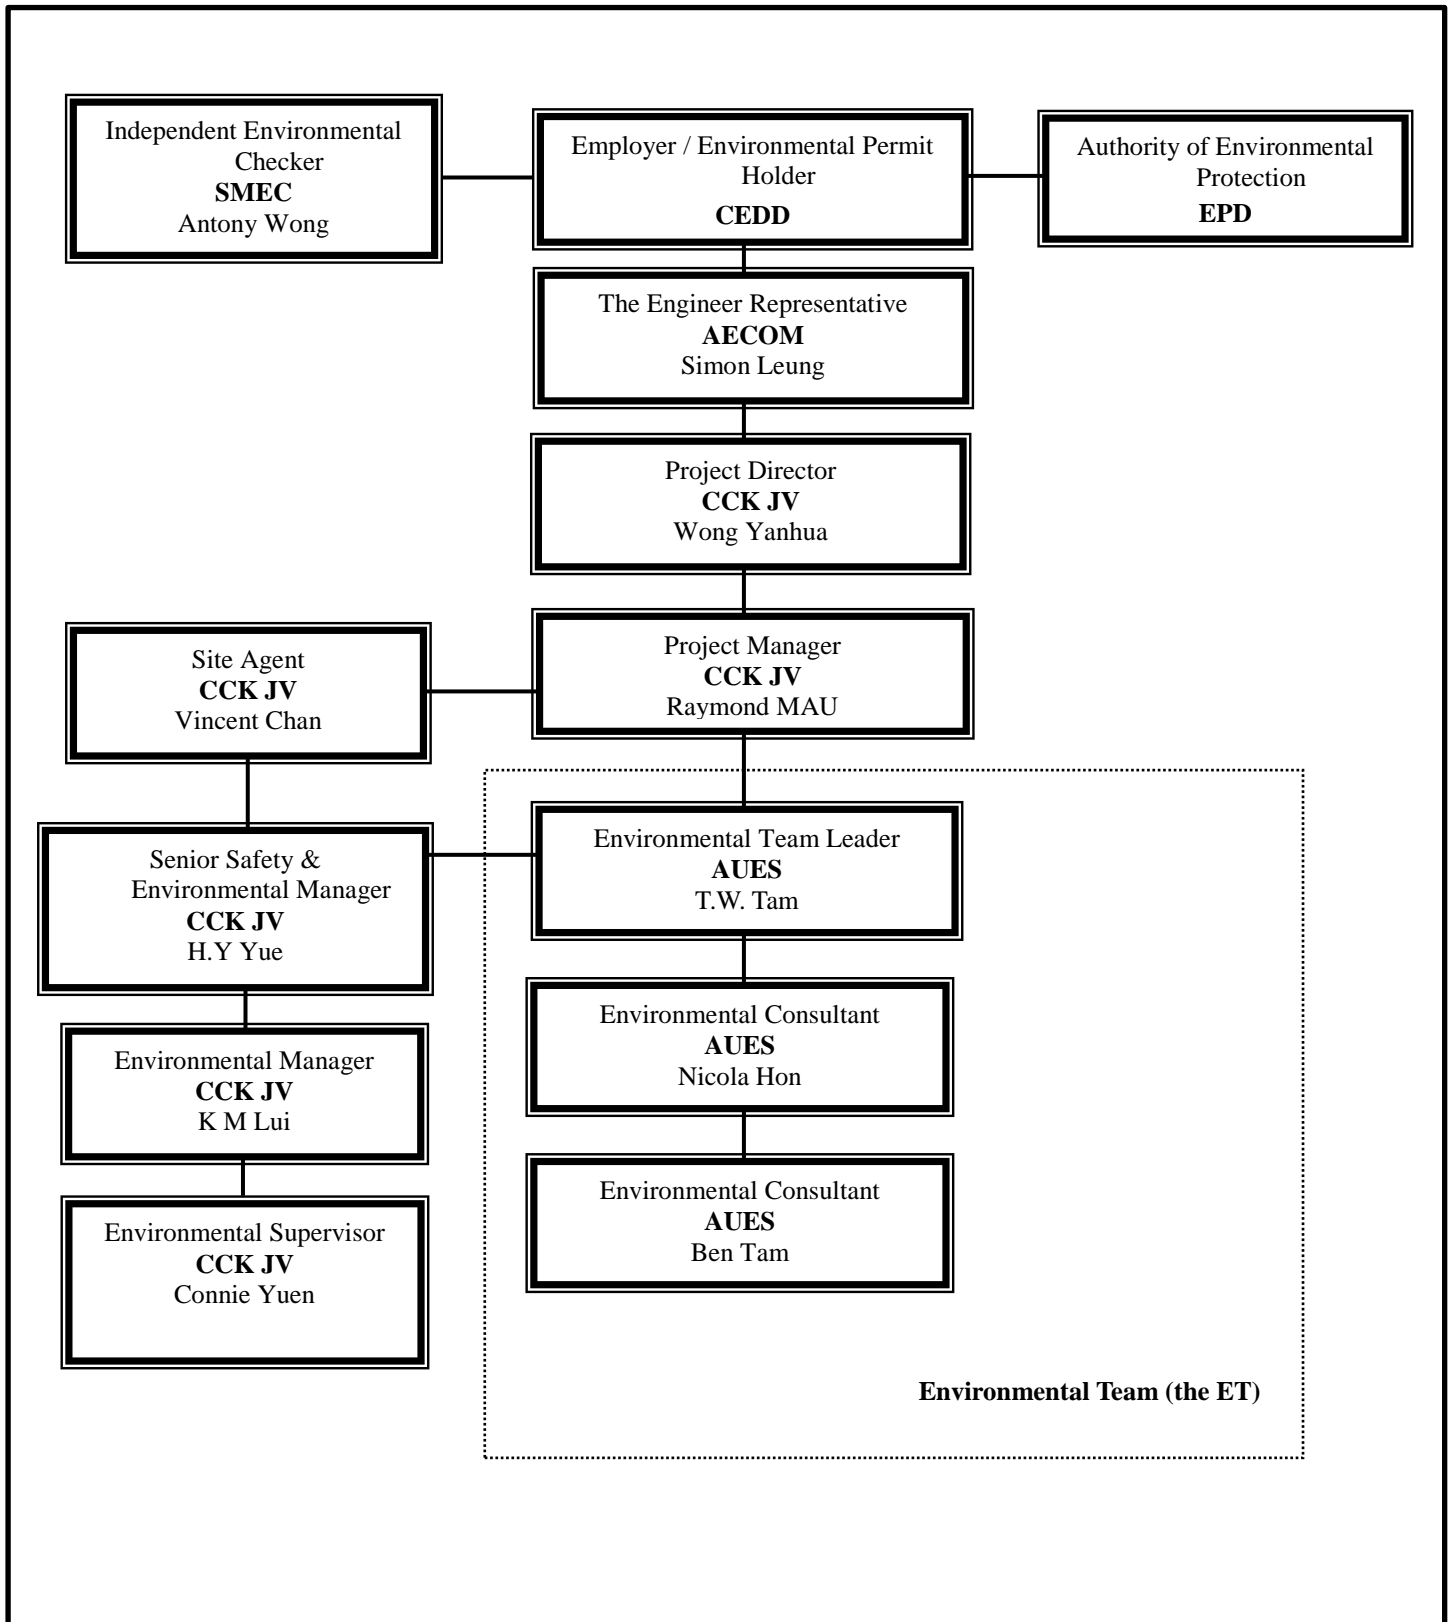 Independent Environmental
Checker
SMEC
Antony Wong
Employer / Environmental Permit
Holder
CEDD
Authority of Environmental
Protection
EPD
The Engineer Representative
AECOM
Simon Leung
Project Director
CCK JV
Wong Yanhua
Site Agent
CCK JV
Vincent Chan
Project Manager
CCK JV
Raymond MAU
Senior Safety &
Environmental Manager
CCK JV
H.Y Yue
Environmental Team Leader
AUES
T.W. Tam
Environmental Manager
CCK JV
K M Lui
Environmental Consultant
AUES
Nicola Hon
Environmental Supervisor
CCK JV
Connie Yuen
Environmental Consultant
AUES
Ben Tam
Environmental Team (the ET)